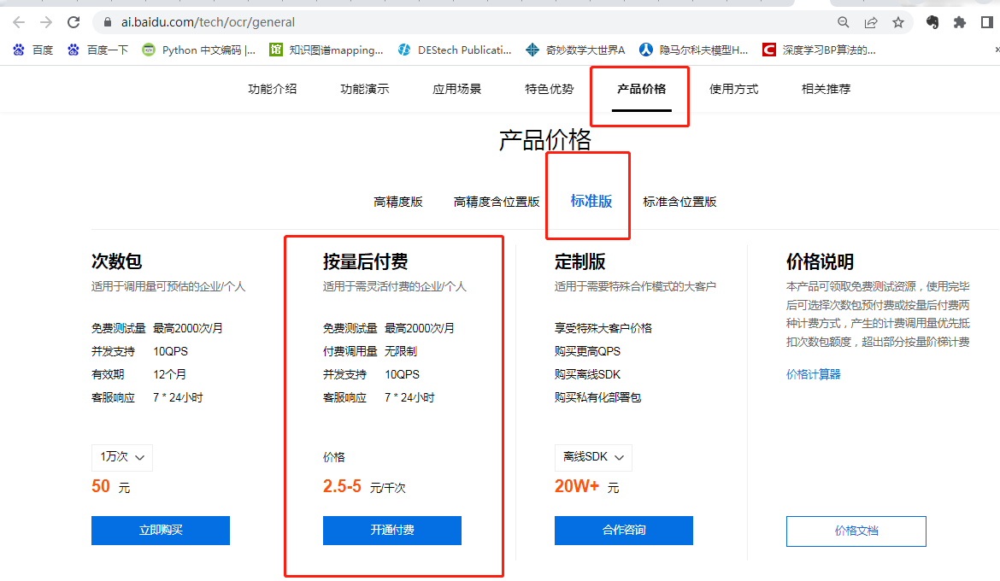 ai.baidu.com/tech/ocr/general
百度
百度一下
Python 中文编码 |...
馆 知识图谱mapping...
DEStech Publicati...
奇妙数学大世界A
隐马尔科夫模型H...
C 深度学习BP算法的...
»
功能介绍
功能演示
应用场景
特色优势
产品价格
使用方式
相关推荐
产品价格
高精度版
高精度含位置版
标准版
标准含位置版
次数包
适用于调用量可预估的企业/个人
免费测试量 最高2000次/月
并发支持 10QPS
有效期 12个月
客服响应 7 * 24小时
1万次
50 元
立即购买
按量后付费
适用于需灵活付费的企业/个人
免费测试量 最高2000次/月
付费调用量 无限制
并发支持 10QPS
客服响应 7 * 24小时
价格
2.5-5 元/千次
开通付费
定制版
适用于需要特殊合作模式的大客户
享受特殊大客户价格
购买更高QPS
购买离线SDK
购买私有化部署包
离线SDK
20W+ 元
合作咨询
价格说明
本产品可领取免费测试资源，使用完毕
后可选择次数包预付费或按量后付费两
种计费方式，产生的计费调用量优先抵
扣次数包额度，超出部分按量阶梯计费
价格计算器
价格文档